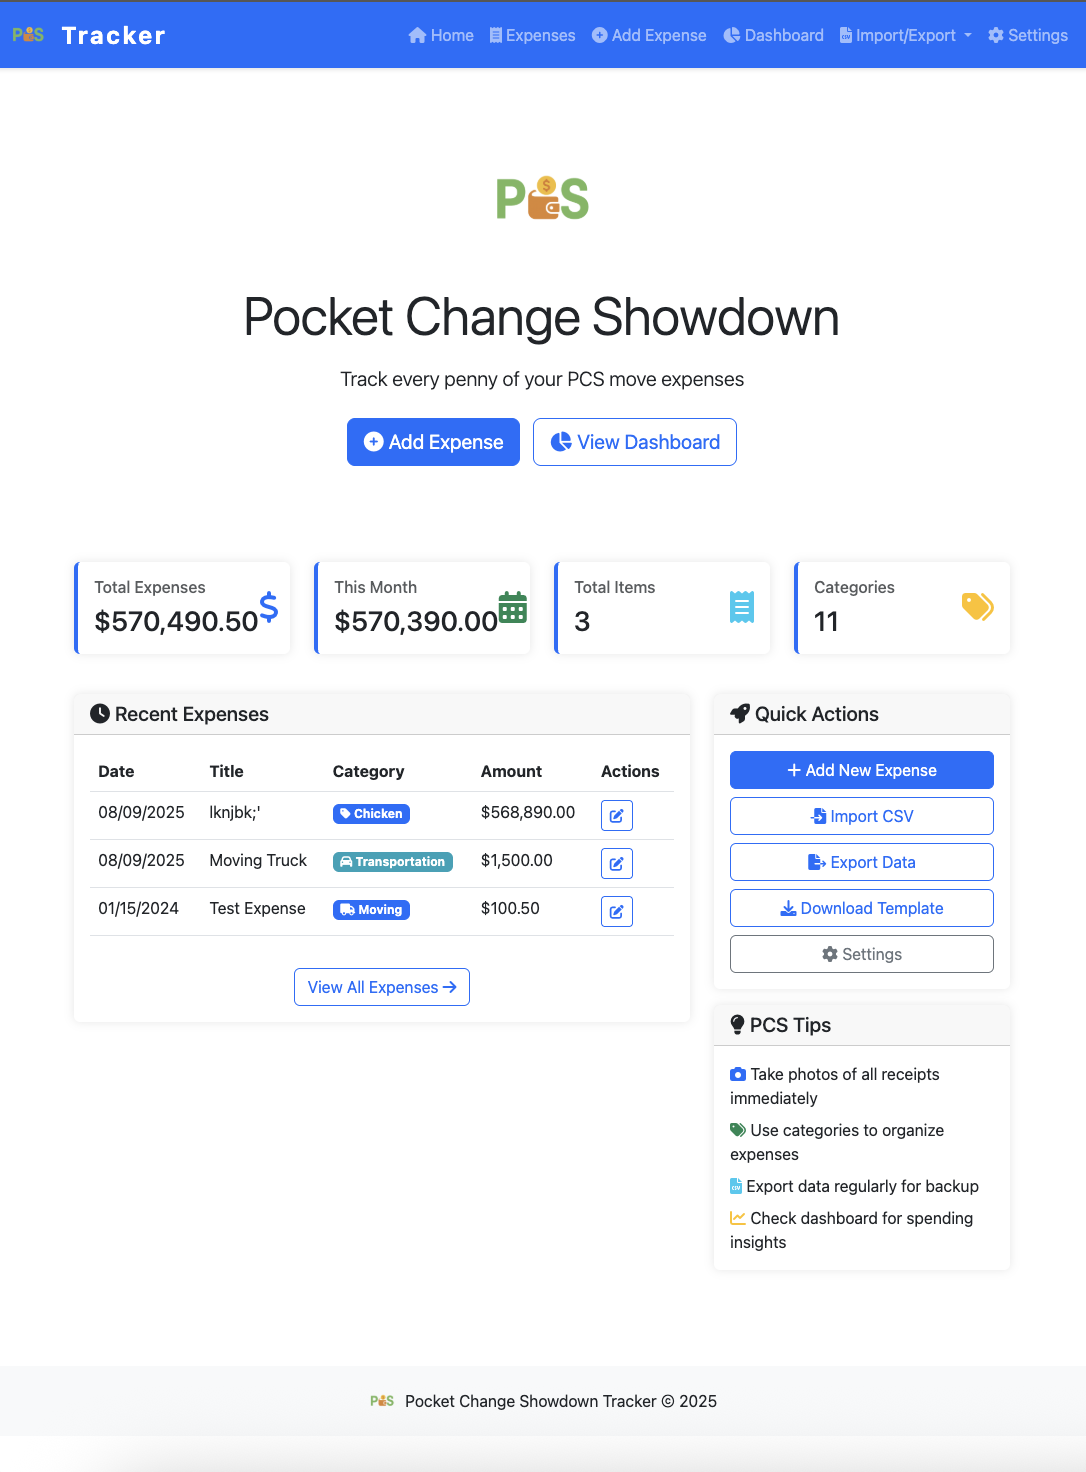 PCS Tracker Home Expenses Add Expense Dashboard Import/Export Settings
PCS
Pocket Change Showdown
Track every penny of your PCS move expenses
Add Expense View Dashboard
Total Expenses
$570,490.50
This Month
$570,390.00
Total Items
3
Categories
11
Recent Expenses
Date Title Category Amount Actions
08/09/2025 lknjbk;' Chicken $568,890.00
08/09/2025 Moving Truck Transportation $1,500.00
01/15/2024 Test Expense Moving $100.50
View All Expenses
Quick Actions
Add New Expense
Import CSV
Export Data
Download Template
Settings
PCS Tips
Take photos of all receipts
immediately
Use categories to organize
expenses
Export data regularly for backup
Check dashboard for spending
insights
PCS Pocket Change Showdown Tracker © 2025